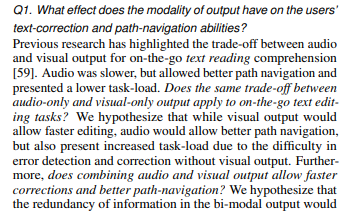 Q1. What effect does the modality of output have on the users'
text-correction and path-navigation abilities?
Previous research has highlighted the trade-off between audio
and visual output for on-the-go text reading comprehension
[59]. Audio was slower, but allowed better path navigation and
presented a lower task-load. Does the same trade-off between
audio-only and visual-only output apply to on-the-go text edit-
ing tasks? We hypothesize that while visual output would
allow faster editing, audio would allow better path navigation,
but also present increased task-load due to the difficulty in
error detection and correction without visual output. Further-
more, does combining audio and visual output allow faster
corrections and better path-navigation? We hypothesize that
the redundancy of information in the bi-modal output would